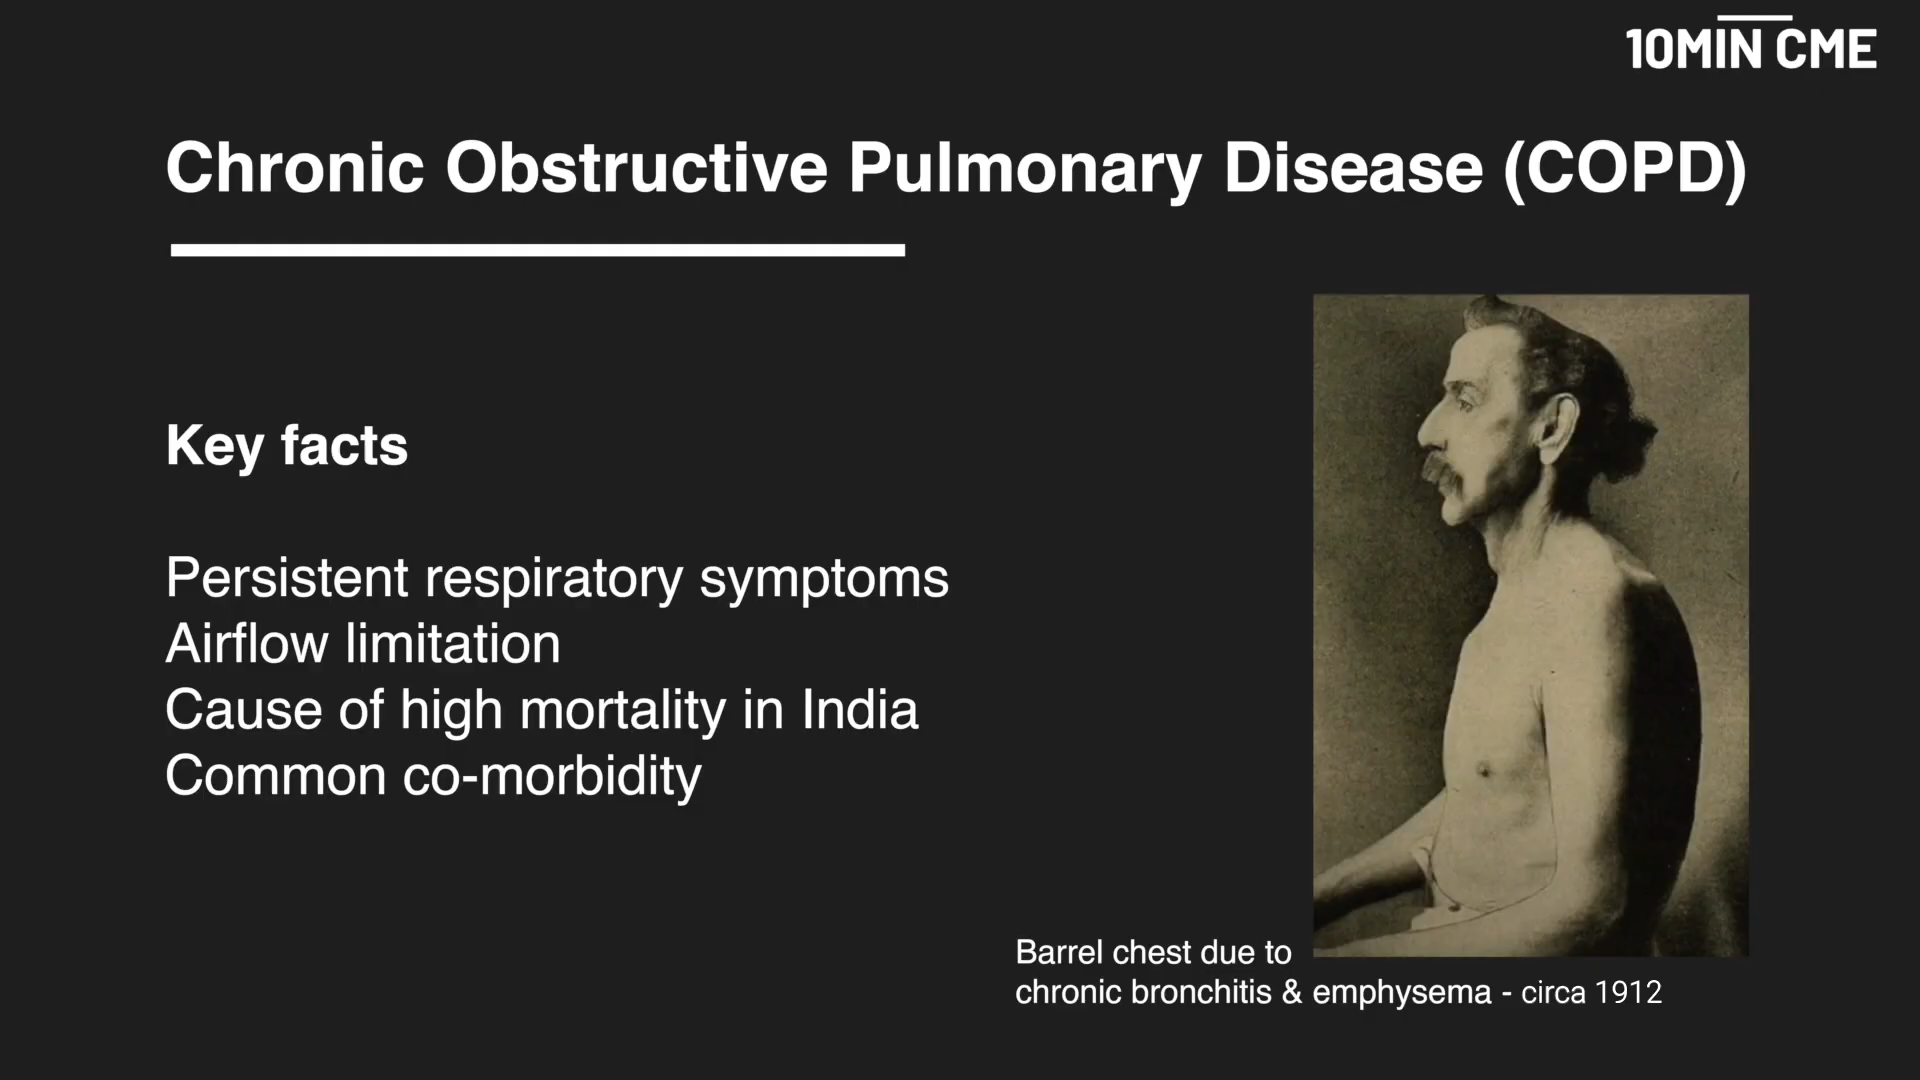 10MIN CME
Chronic Obstructive Pulmonary Disease (COPD)
Key facts
Persistent respiratory symptoms
Airflow limitation
Cause of high mortality in India
Common co-morbidity
Barrel chest due to
chronic bronchitis & emphysema - circa 1912